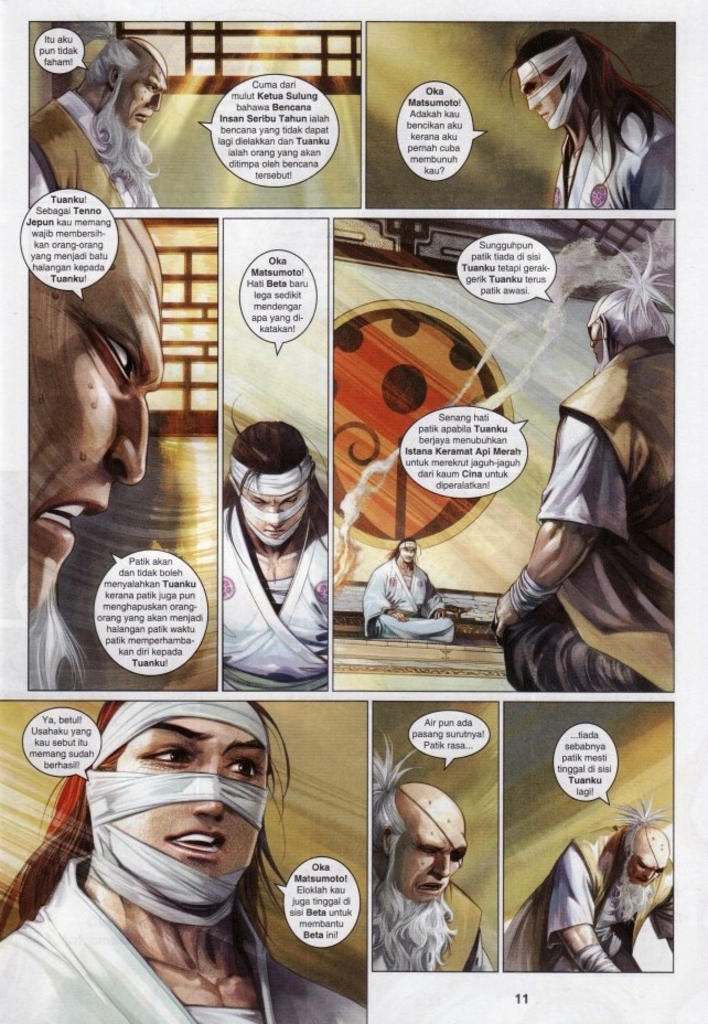 Itu aku
pun tidak
faham!
Cuma dari
mulut Ketua Sulung
bahawa Bencana
Insan Seribu Tahun ialah
bencana yang tidak dapat
lagi dielakkan dan Tuanku
ialah orang yang akan
ditimpa oleh bencana
tersebut!
Oka
Matsumoto!
Adakah kau
bencikan aku
kerana aku
pernah cuba
membunuh
kau?
Tuanku!
Sebagai Tenno
Jepun kau memang
wajib membersih-
kan orang-orang
yang menjadi batu
halangan kepada
Tuanku!
Patik akan
dan tidak boleh
menyalahkan Tuanku
kerana patik juga pun
menghapuskan orang-
orang yang akan menjadi
halangan patik waktu
patik memperhamba-
kan diri kepada
Tuanku!
Oka
Matsumoto!
Hati Beta baru
lega sedikit
mendengar
apa yang di-
katakan!
Sungguhpun
patik tiada di sisi
Tuanku tetapi gerak-
gerik Tuanku terus
patik awasi.
Senang hati
patik apabila Tuanku
berjaya menubuhkan
Istana Keramat Api Merah
untuk merekrut jaguh-jaguh
dari kaum Cina untuk
diperalatkan!
Ya, betul!
Usahaku yang
kau sebut itu
memang sudah
berhasil!
Oka
Matsumoto!
Eloklah kau
juga tinggal di
sisi Beta untuk
membantu
Beta ini!
Air pun ada
pasang surutnya!
Patik rasa...
...tiada
sebabnya
patik mesti
tinggal di sisi
Tuanku
lagi!
11